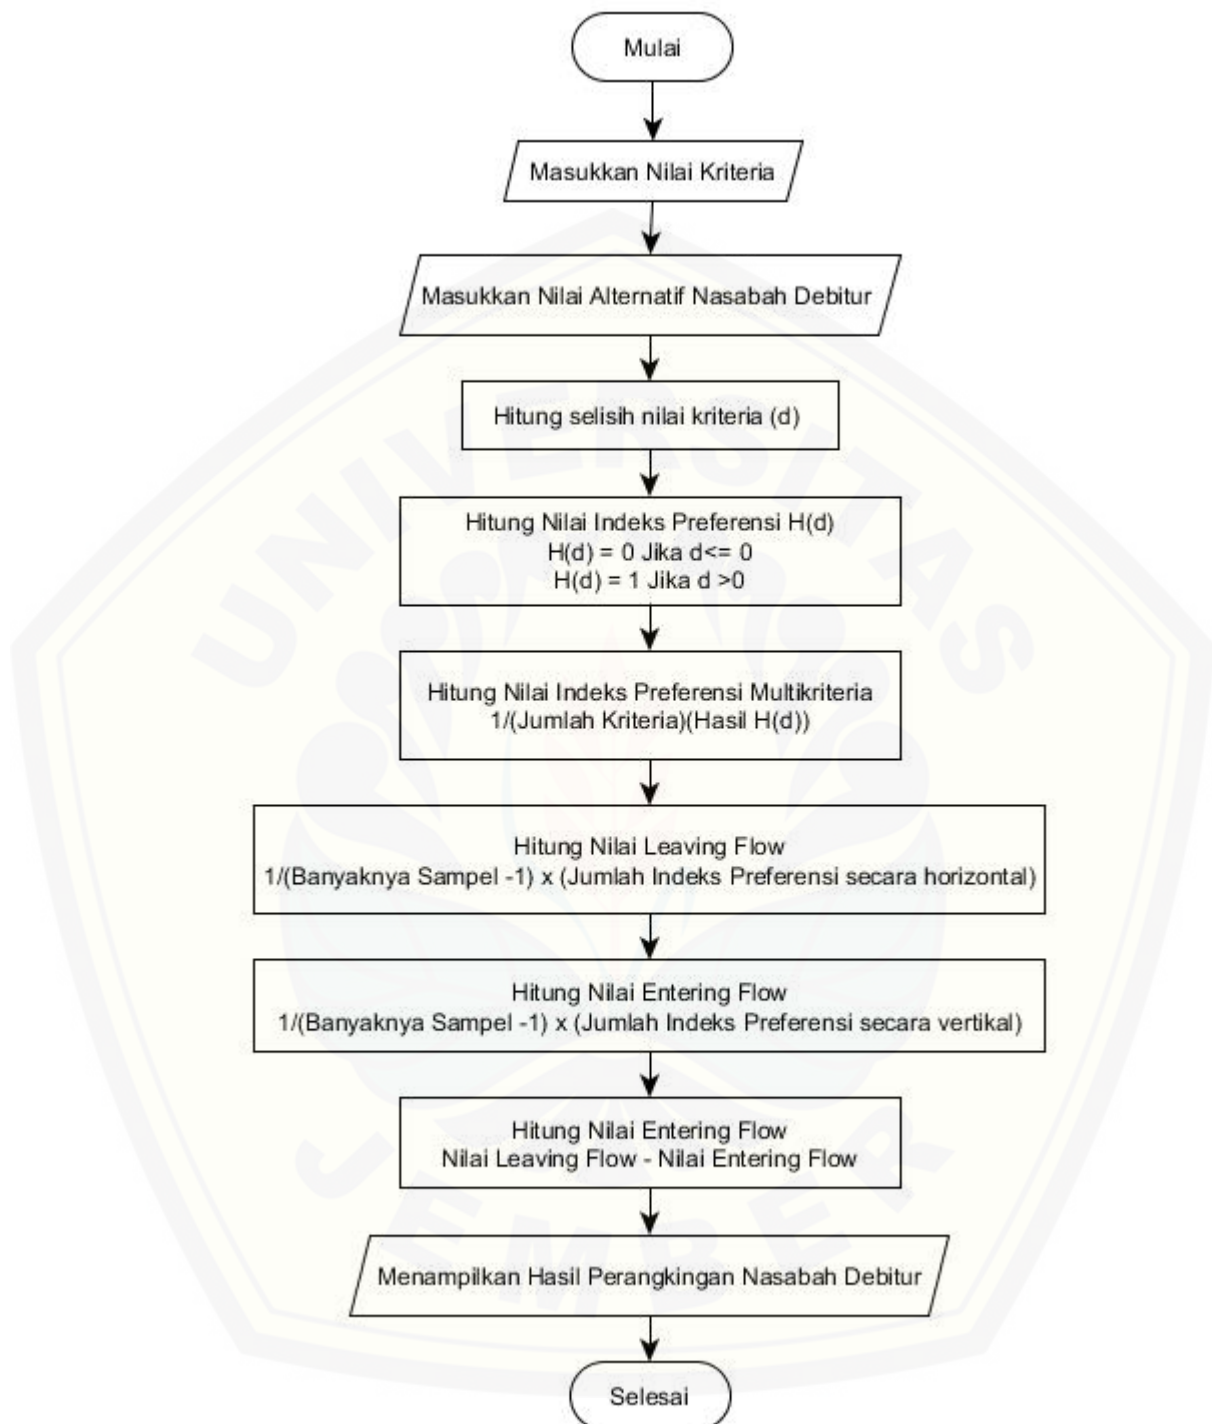 Mulai
Masukkan Nilai Kriteria
Masukkan Nilai Alternatif Nasabah Debitur
Hitung selisih nilai kriteria (d)
Hitung Nilai Indeks Preferensi H(d)
H(d) = 0 Jika d<= 0
H(d) = 1 Jika d >0
Hitung Nilai Indeks Preferensi Multikriteria
1/(Jumlah Kriteria)(Hasil H(d))
Hitung Nilai Leaving Flow
1/(Banyaknya Sampel -1) x (Jumlah Indeks Preferensi secara horizontal)
Hitung Nilai Entering Flow
1/(Banyaknya Sampel -1) x (Jumlah Indeks Preferensi secara vertikal)
Hitung Nilai Entering Flow
Nilai Leaving Flow - Nilai Entering Flow
Menampilkan Hasil Perangkingan Nasabah Debitur
Selesai
UNIVERSITAS
JEMBER